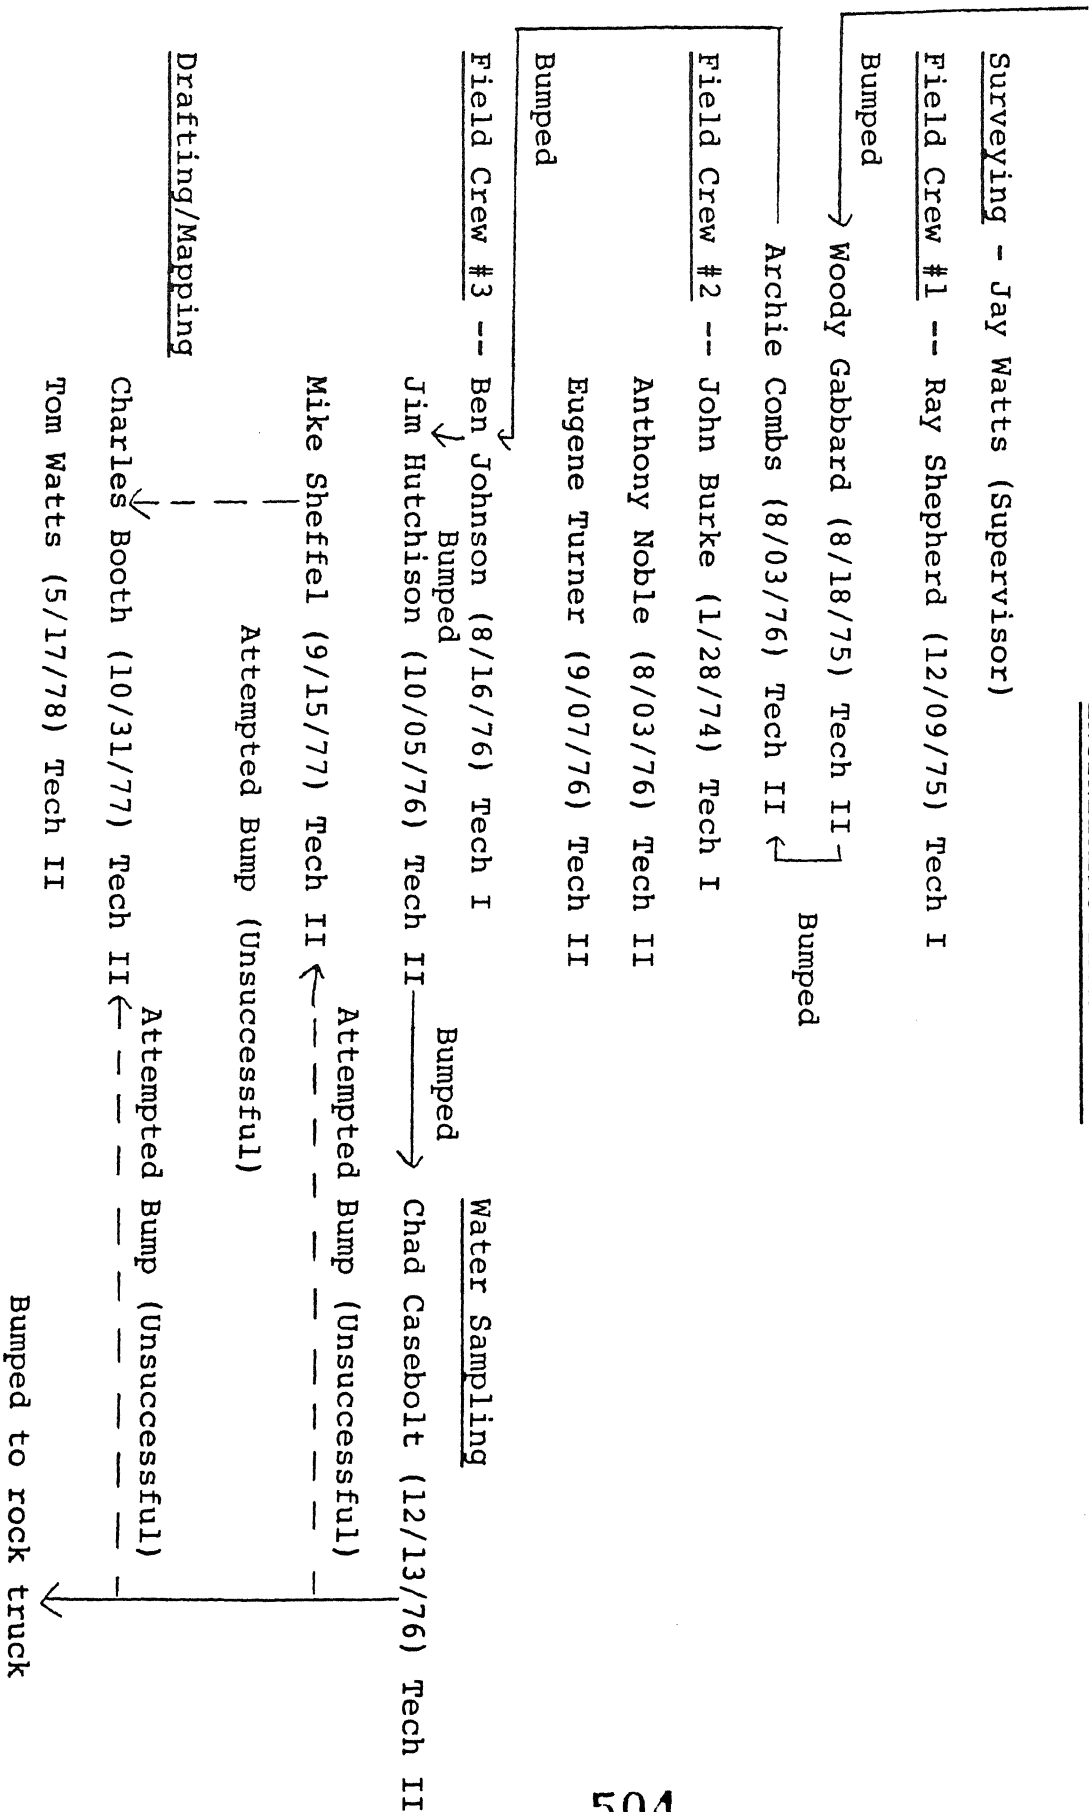 Surveying - Jay Watts (Supervisor)
Field Crew #1 -- Ray Shepherd (12/09/75) Tech I
Bumped
Woody Gabbard (8/18/75) Tech II
Bumped
Archie Combs (8/03/76) Tech II
Field Crew #2 -- John Burke (1/28/74) Tech I
Anthony Noble (8/03/76) Tech II
Eugene Turner (9/07/76) Tech II
Bumped
Field Crew #3 -- Ben Johnson (8/16/76) Tech I
Water Sampling
Bumped
Bumped
Jim Hutchison (10/05/76) Tech II
Chad Casebolt (12/13/76) Tech II
Attempted Bump (Unsuccessful)
Mike Sheffel (9/15/77) Tech II
Attempted Bump (Unsuccessful)
Drafting/Mapping
Attempted Bump (Unsuccessful)
Charles Booth (10/31/77) Tech II
Tom Watts (5/17/78) Tech II
Bumped to rock truck
504